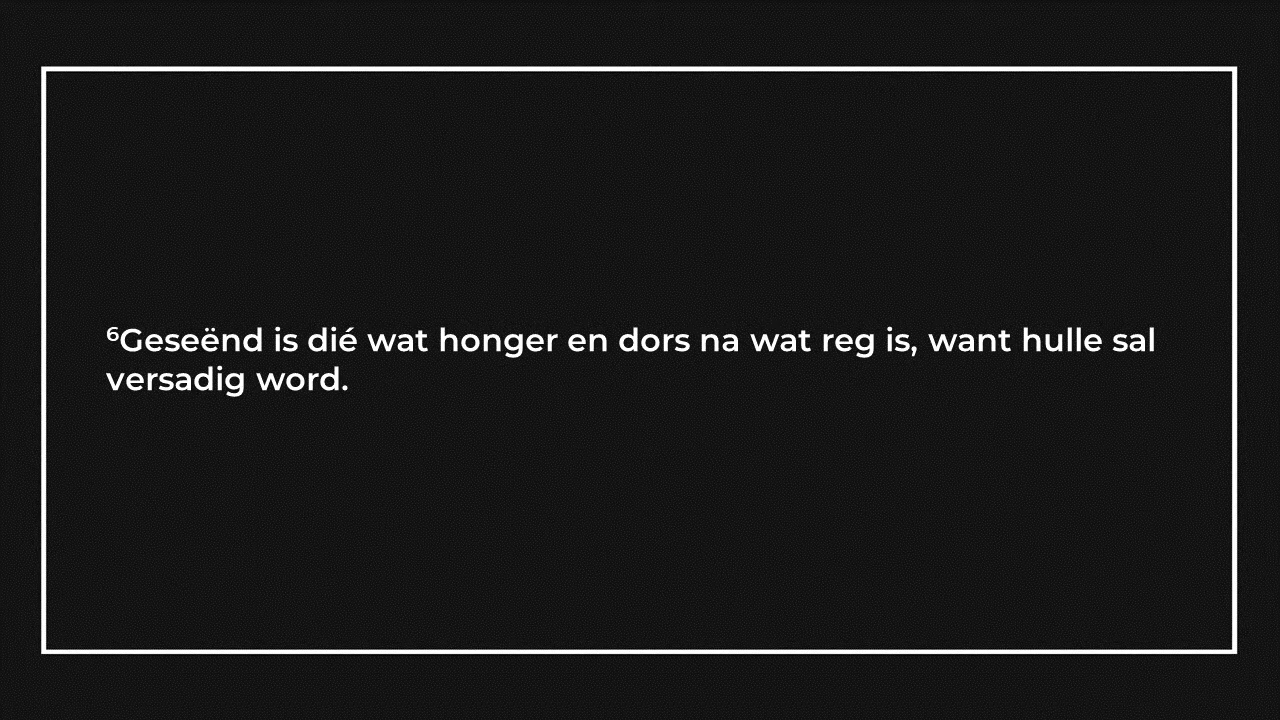 ⁶Geseënd is dié wat honger en dors na wat reg is, want hulle sal
versadig word.